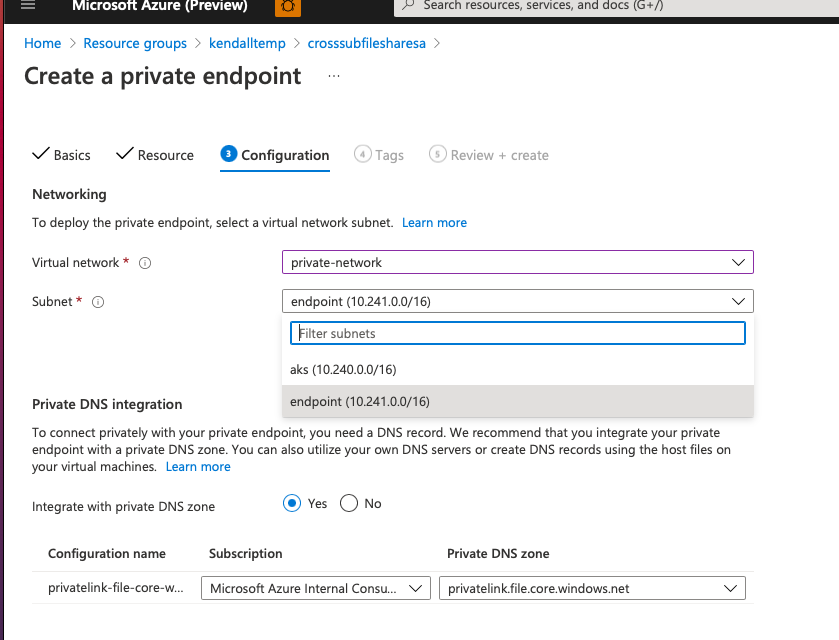 Microsoft Azure (Preview)
Search resources, services, and docs (G+/)
Home > Resource groups > kendalltemp > crosssubfilesharesa >
Create a private endpoint ...
Basics
Resource
3 Configuration
4 Tags
5 Review + create
Networking
To deploy the private endpoint, select a virtual network subnet. Learn more
Virtual network *
private-network
Subnet *
endpoint (10.241.0.0/16)
Filter subnets
aks (10.240.0.0/16)
endpoint (10.241.0.0/16)
Private DNS integration
To connect privately with your private endpoint, you need a DNS record. We recommend that you integrate your private
endpoint with a private DNS zone. You can also utilize your own DNS servers or create DNS records using the host files on
your virtual machines. Learn more
Integrate with private DNS zone
Yes
No
Configuration name Subscription Private DNS zone
privatelink-file-core-w... Microsoft Azure Internal Consu... privatelink.file.core.windows.net